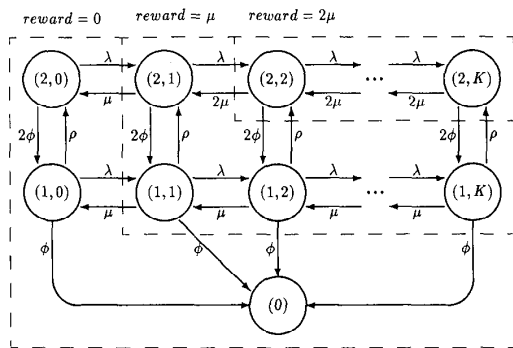 reward = 0 reward = μ reward = 2μ
λ λ λ λ
(2,0) (2,1) (2,2) ... (2,K)
μ 2μ 2μ 2μ
2ϕ ρ 2ϕ ρ 2ϕ ρ 2ϕ ρ
λ λ λ λ
(1,0) (1,1) (1,2) ... (1,K)
μ μ μ μ
ϕ ϕ ϕ ϕ
(0)